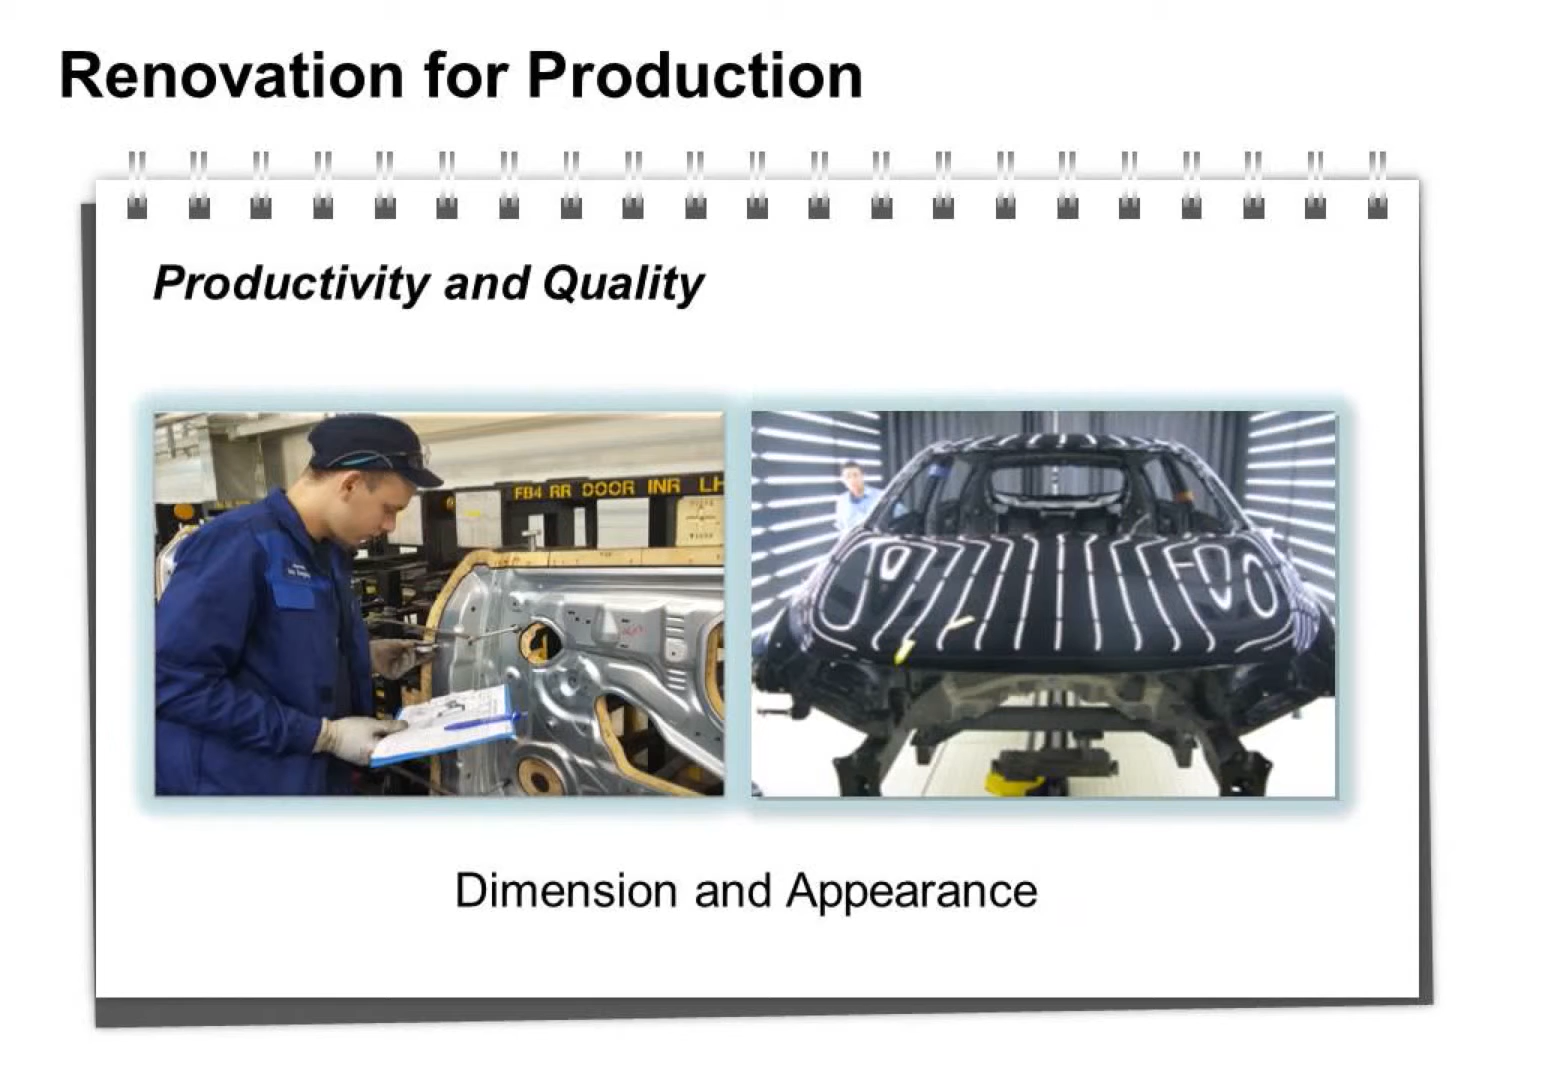 Renovation for Production
Productivity and Quality
FB4 RR DOOR INR LH
Dimension and Appearance